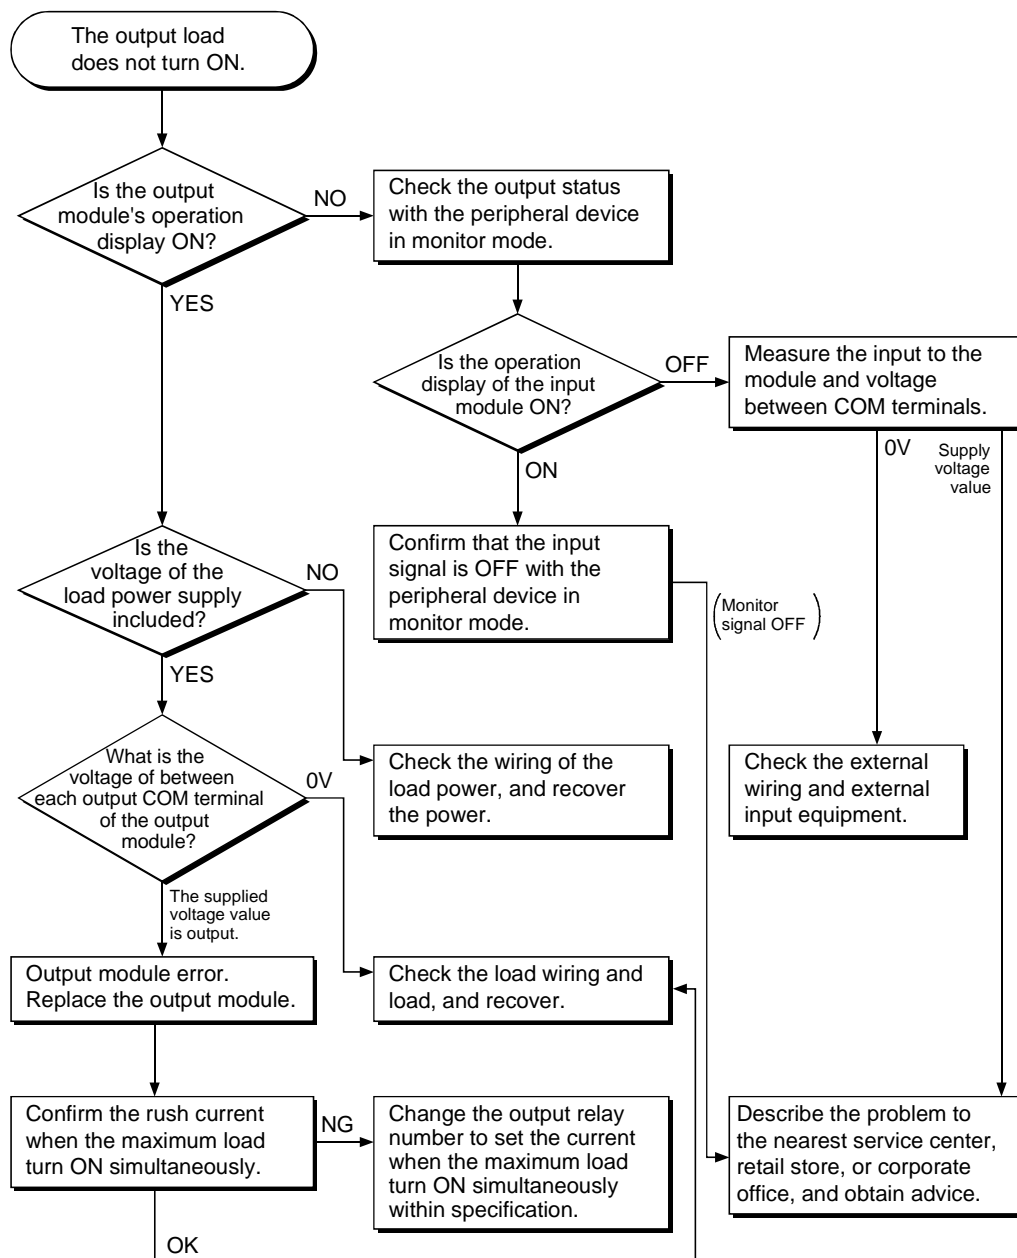 The output load
does not turn ON.
Is the output
module's operation
display ON?
NO
Check the output status
with the peripheral device
in monitor mode.
YES
Is the operation
display of the input
module ON?
OFF
Measure the input to the
module and voltage
between COM terminals.
0V
Supply
voltage
value
ON
Is the
voltage of the
load power supply
included?
NO
Confirm that the input
signal is OFF with the
peripheral device in
monitor mode.
(Monitor
signal OFF)
YES
What is the
voltage of between
each output COM terminal
of the output
module?
0V
Check the wiring of the
load power, and recover
the power.
Check the external
wiring and external
input equipment.
The supplied
voltage value
is output.
Output module error.
Replace the output module.
Check the load wiring and
load, and recover.
Confirm the rush current
when the maximum load
turn ON simultaneously.
NG
Change the output relay
number to set the current
when the maximum load
turn ON simultaneously
within specification.
Describe the problem to
the nearest service center,
retail store, or corporate
office, and obtain advice.
OK